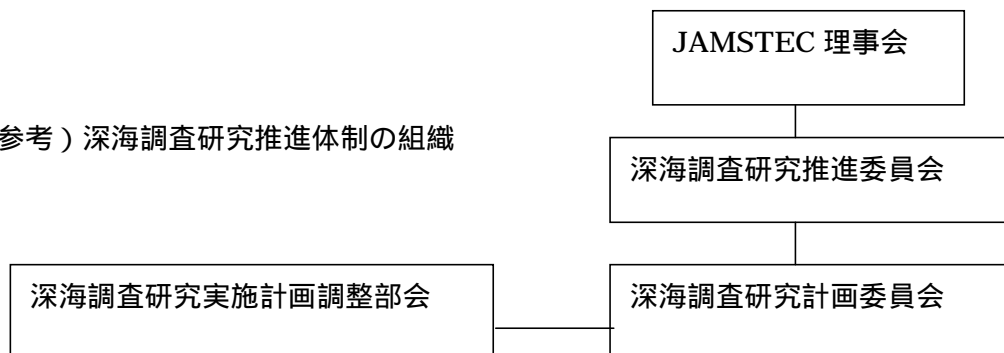 JAMSTEC 理事会
参考）深海調査研究推進体制の組織
深海調査研究推進委員会
深海調査研究実施計画調整部会
深海調査研究計画委員会